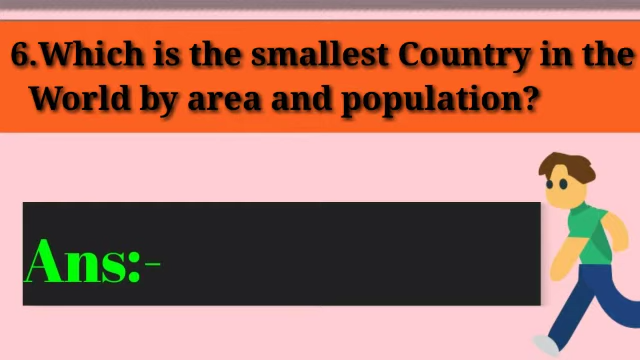 6.Which is the smallest Country in the
World by area and population?
Ans:-